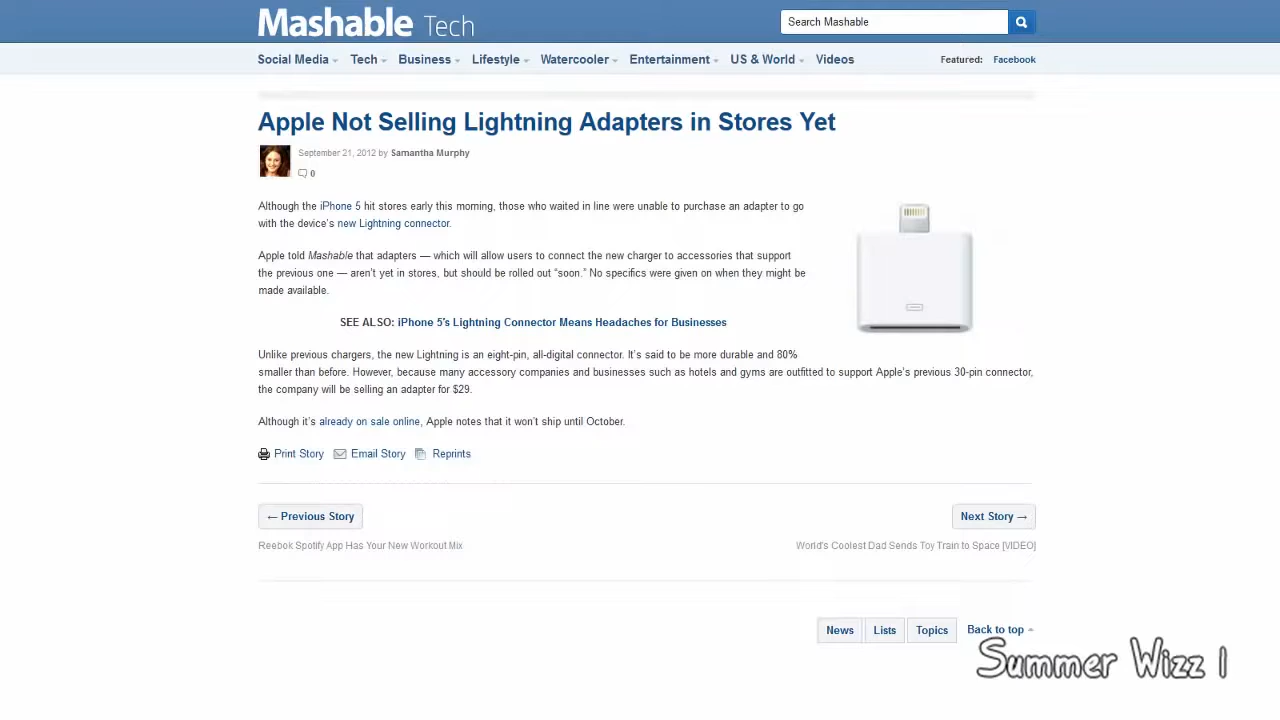 Mashable Tech
Search Mashable
Social Media Tech Business Lifestyle Watercooler Entertainment US & World Videos Featured: Facebook
Apple Not Selling Lightning Adapters in Stores Yet
September 21, 2012 by Samantha Murphy
0
Although the iPhone 5 hit stores early this morning, those who waited in line were unable to purchase an adapter to go
with the device's new Lightning connector.
Apple told Mashable that adapters — which will allow users to connect the new charger to accessories that support
the previous one — aren't yet in stores, but should be rolled out “soon.” No specifics were given on when they might be
made available.
SEE ALSO: iPhone 5's Lightning Connector Means Headaches for Businesses
Unlike previous chargers, the new Lightning is an eight-pin, all-digital connector. It's said to be more durable and 80%
smaller than before. However, because many accessory companies and businesses such as hotels and gyms are outfitted to support Apple's previous 30-pin connector,
the company will be selling an adapter for $29.
Although it's already on sale online, Apple notes that it won't ship until October.
Print Story Email Story Reprints
← Previous Story Next Story →
Reebok Spotify App Has Your New Workout Mix World's Coolest Dad Sends Toy Train to Space [VIDEO]
News Lists Topics Back to top
Summer Wizz 1